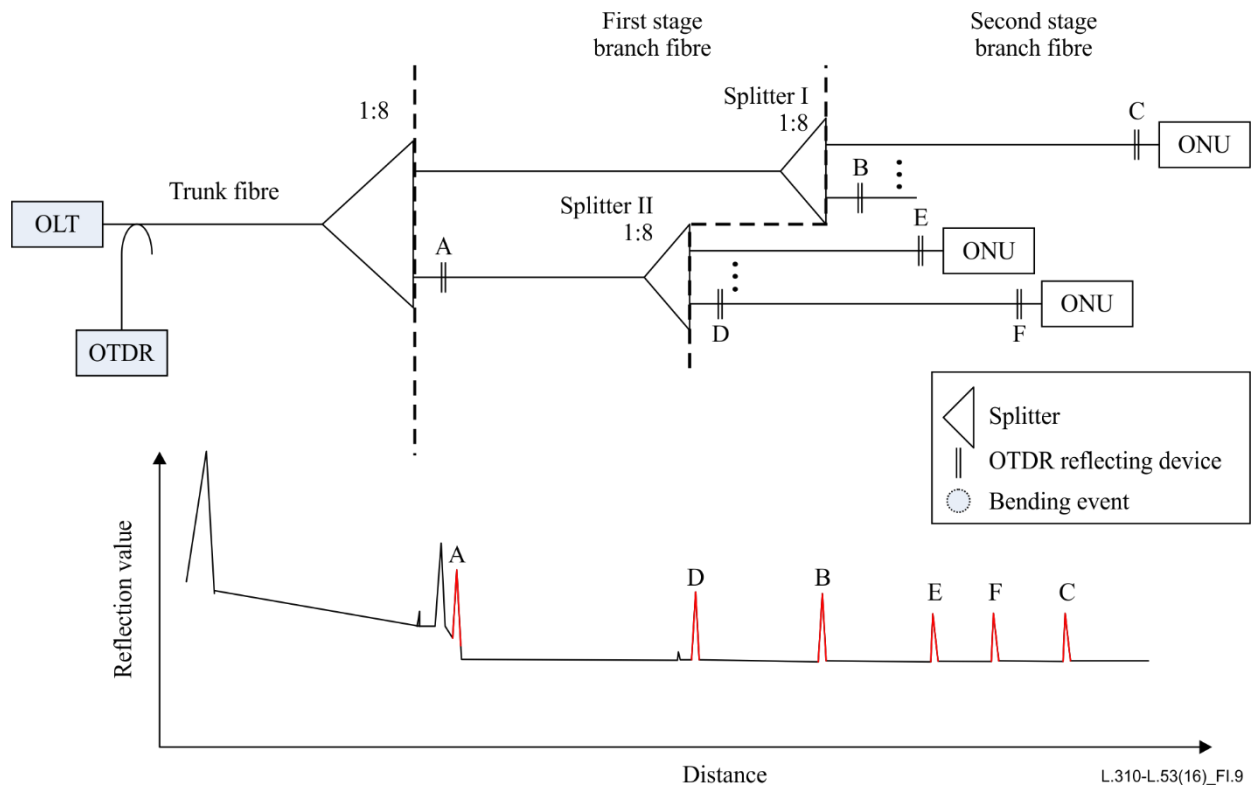 First stage
branch fibre
Second stage
branch fibre
1:8
Splitter I
1:8
C
ONU
Trunk fibre
B
OLT
Splitter II
1:8
A
E
ONU
D
F
ONU
OTDR
Splitter
OTDR reflecting device
Bending event
Reflection value
A
D
B
E
F
C
Distance
L.310-L.53(16)_FI.9